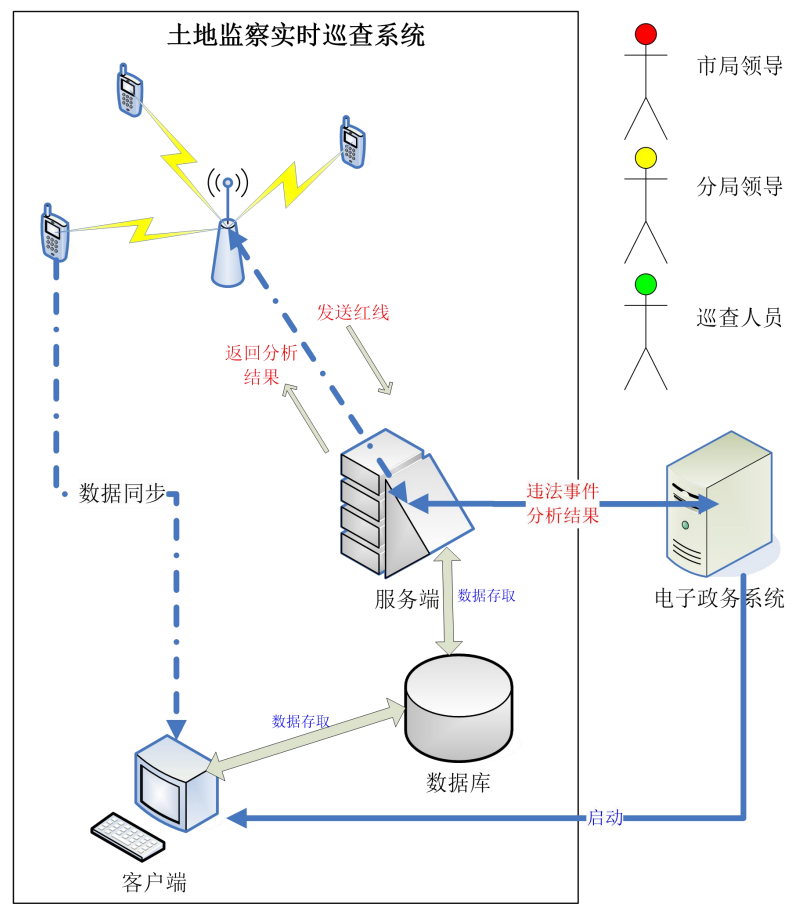 土地监察实时巡查系统
市局领导
分局领导
巡查人员
发送红线
返回分析
结果
数据同步
违法事件
分析结果
服务端
数据存取
电子政务系统
数据存取
数据库
启动
客户端